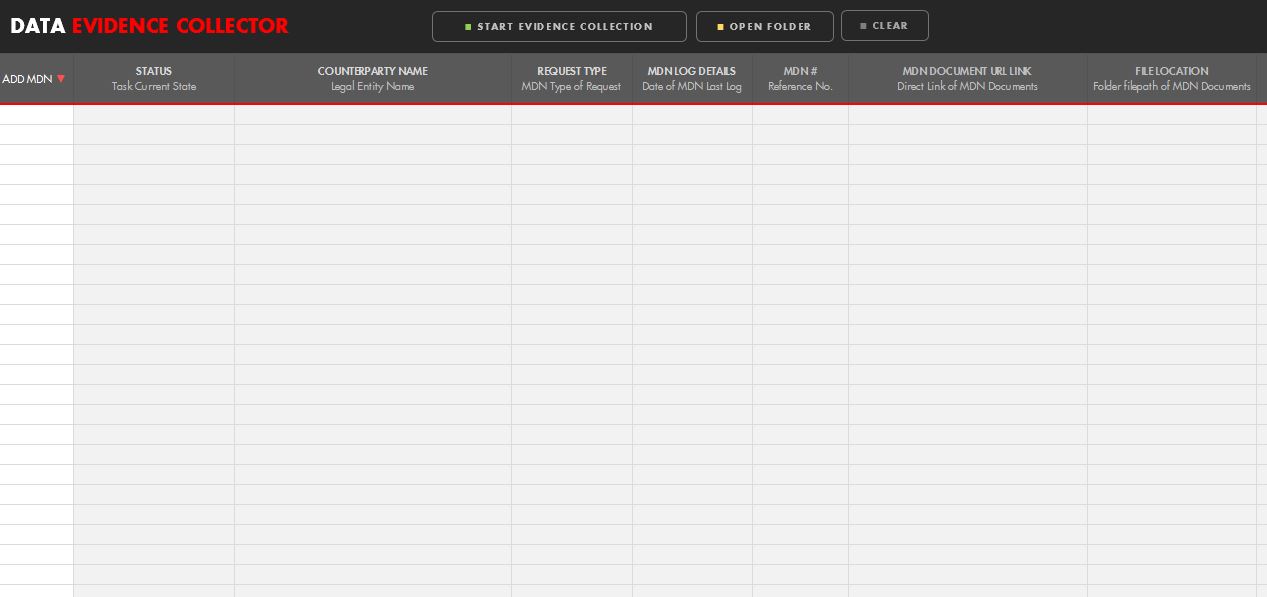 DATA EVIDENCE COLLECTOR
START EVIDENCE COLLECTION
OPEN FOLDER
CLEAR
ADD MDN ▼
STATUS
Task Current State
COUNTERPARTY NAME
Legal Entity Name
REQUEST TYPE
MDN Type of Request
MDN LOG DETAILS
Date of MDN Last Log
MDN #
Reference No.
MDN DOCUMENT URL LINK
Direct Link of MDN Documents
FILE LOCATION
Folder filepath of MDN Documents